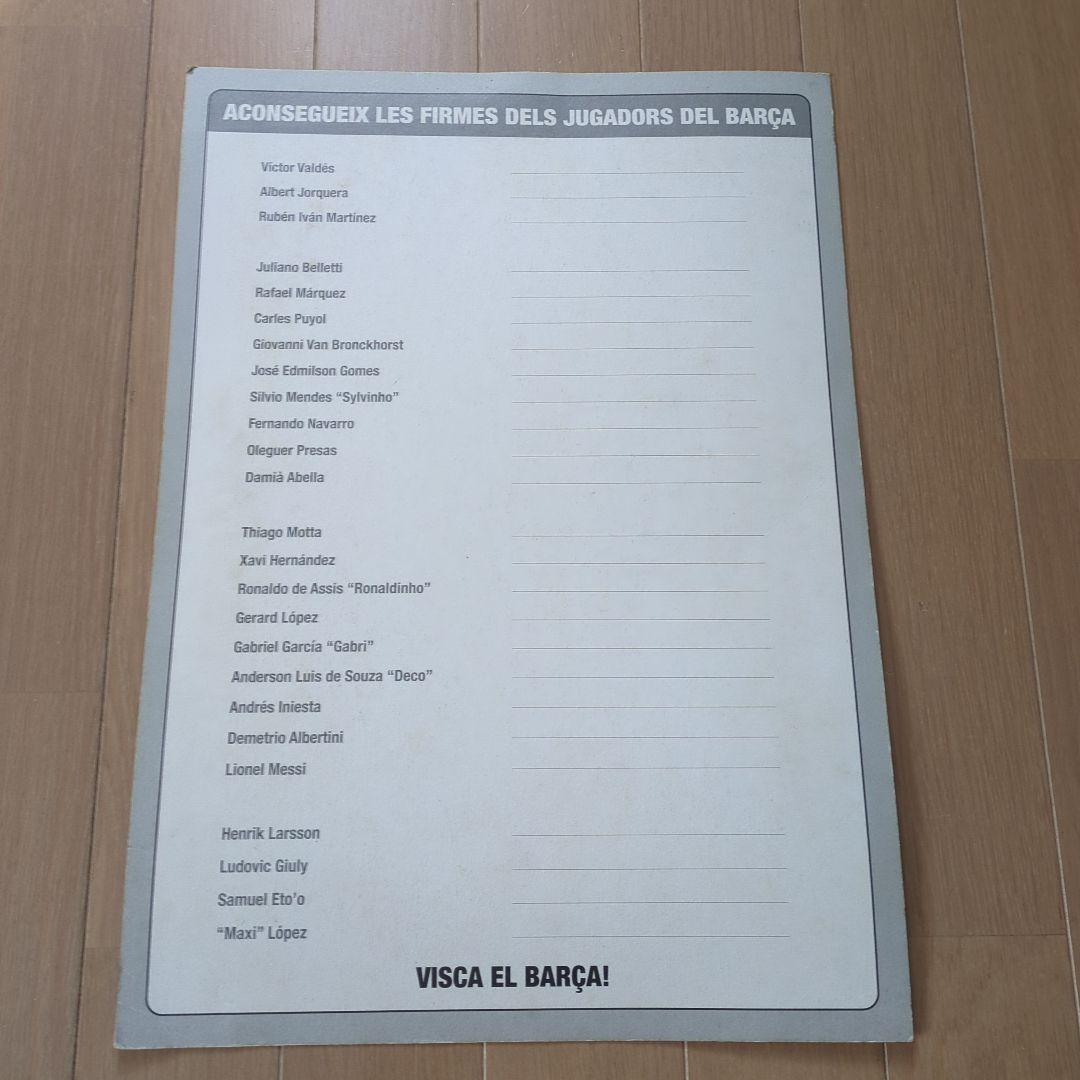 ACONSEGUEIX LES FIRMES DELS JUGADORS DEL BARÇA
Víctor Valdés
Albert Jorquera
Rubén Iván Martínez
Juliano Belletti
Rafael Márquez
Carles Puyol
Giovanni Van Bronckhorst
José Edmilson Gomes
Silvio Mendes “Sylvinho”
Fernando Navarro
Oleguer Presas
Damià Abella
Thiago Motta
Xavi Hernández
Ronaldo de Assis “Ronaldinho”
Gerard López
Gabriel García “Gabri”
Anderson Luis de Souza “Deco”
Andrés Iniesta
Demetrio Albertini
Lionel Messi
Henrik Larsson
Ludovic Giuly
Samuel Eto’o
“Maxi” López
VISCA EL BARÇA!